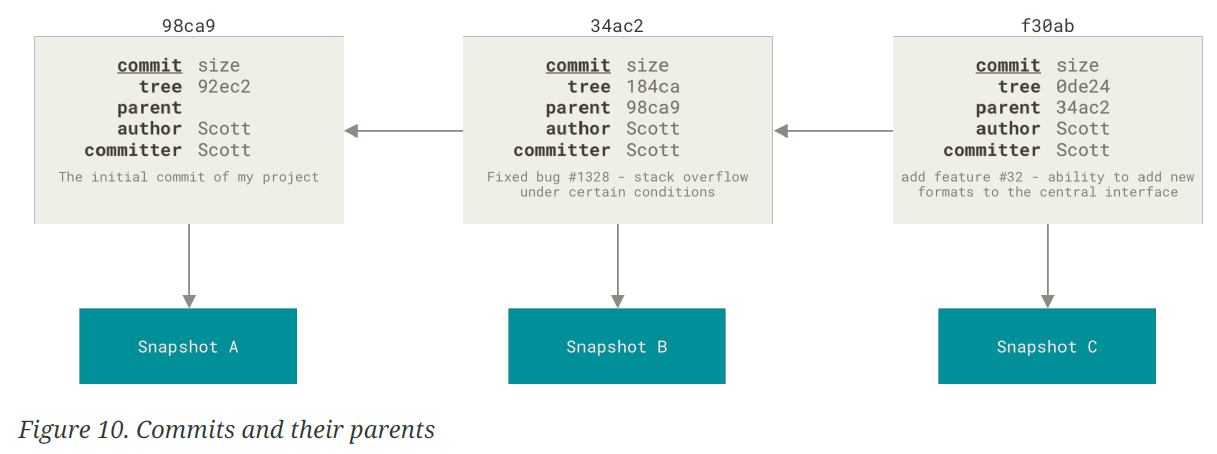 98ca9
commit size
tree 92ec2
parent
author Scott
committer Scott
The initial commit of my project
34ac2
commit size
tree 184ca
parent 98ca9
author Scott
committer Scott
Fixed bug #1328 - stack overflow
under certain conditions
f30ab
commit size
tree 0de24
parent 34ac2
author Scott
committer Scott
add feature #32 - ability to add new
formats to the central interface
Snapshot A
Snapshot B
Snapshot C
Figure 10. Commits and their parents